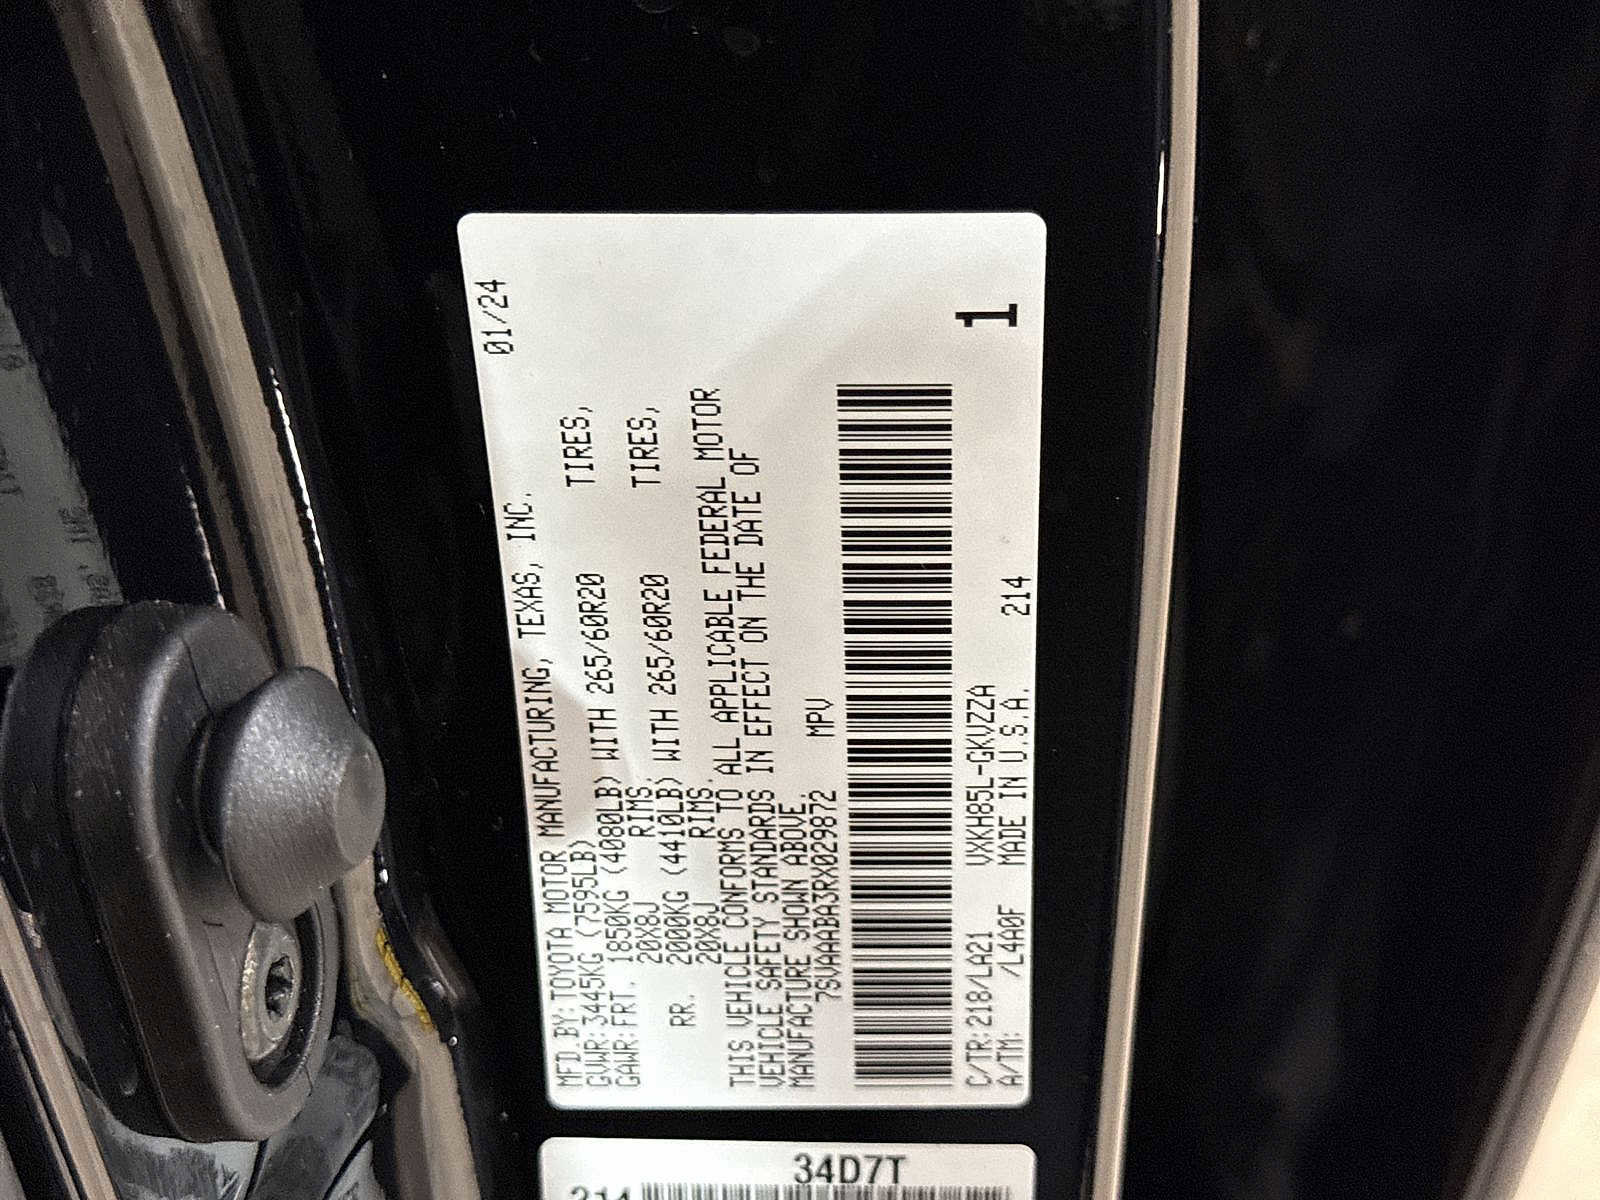 01/24
MFD.BY:TOYOTA MOTOR MANUFACTURING, TEXAS, INC.
GVWR:3445KG (7595LB)
GAWR:FRT. 1850KG (4080LB) WITH 265/60R20 TIRES,
20X8J RIMS.
RR. 2000KG (4410LB) WITH 265/60R20 TIRES,
20X8J RIMS.
THIS VEHICLE CONFORMS TO ALL APPLICABLE FEDERAL MOTOR
VEHICLE SAFETY STANDARDS IN EFFECT ON THE DATE OF
MANUFACTURE SHOWN ABOVE.
7SVAAABA3RX029872 MPV
1
C/TR:218/LA21 VXKH85L-GKVZZA
A/TM: /L4A0F MADE IN U.S.A. 214
34D7T
214